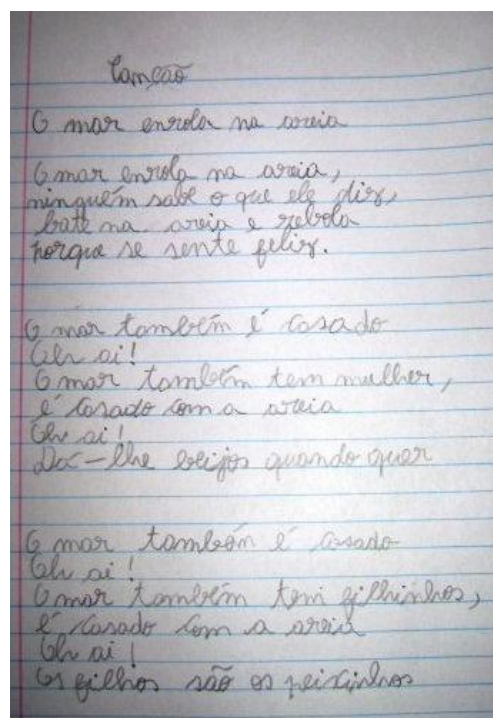 Canção
O mar enrola na areia
O mar enrola na areia,
ninguém sabe o que ele diz,
bate na areia e rebola
porque se sente feliz.
O mar também é casado
Oh ai!
O mar também tem mulher,
é casado com a areia
Oh ai!
Dá-lhe beijos quando quer
O mar também é casado
Oh ai!
O mar também tem filhinhos,
é casado com a areia
Oh ai!
Os filhos são os peixinhos